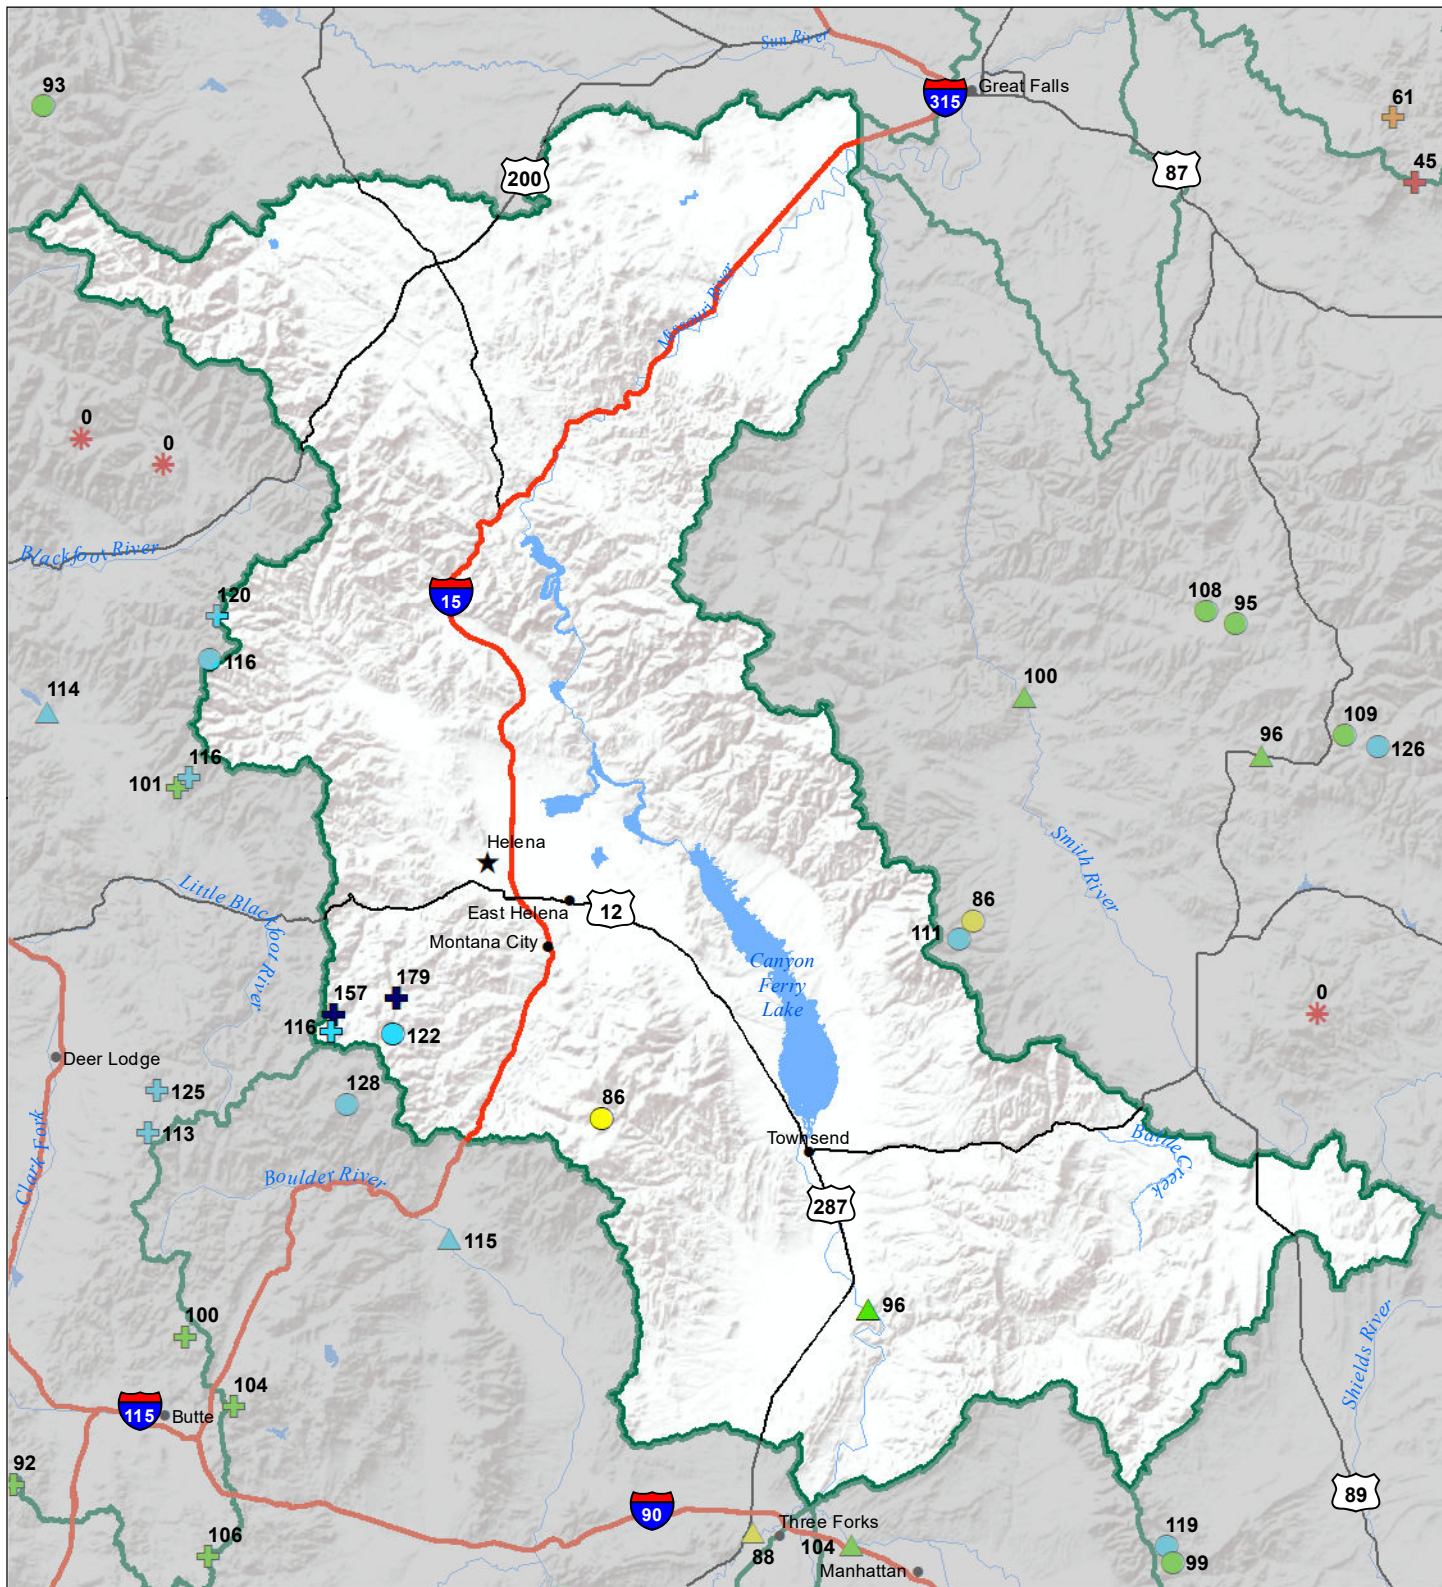 Sun River
93
Great Falls
315
61
87
45
200
Missouri River
0
0
Blackfoot River
15
120
108
95
116
114
100
109
96
126
116
101
Smith River
Helena
Little Blackfoot River
86
East Helena
12
111
Montana City
Canyon
Ferry
Lake
179
157
0
116
122
Deer Lodge
125
128
86
113
Townsend
Battle Creek
Clark Fork
Boulder River
287
115
96
100
Shields River
104
115
Butte
92
89
90
Three Forks
119
88
104
106
99
Manhattan